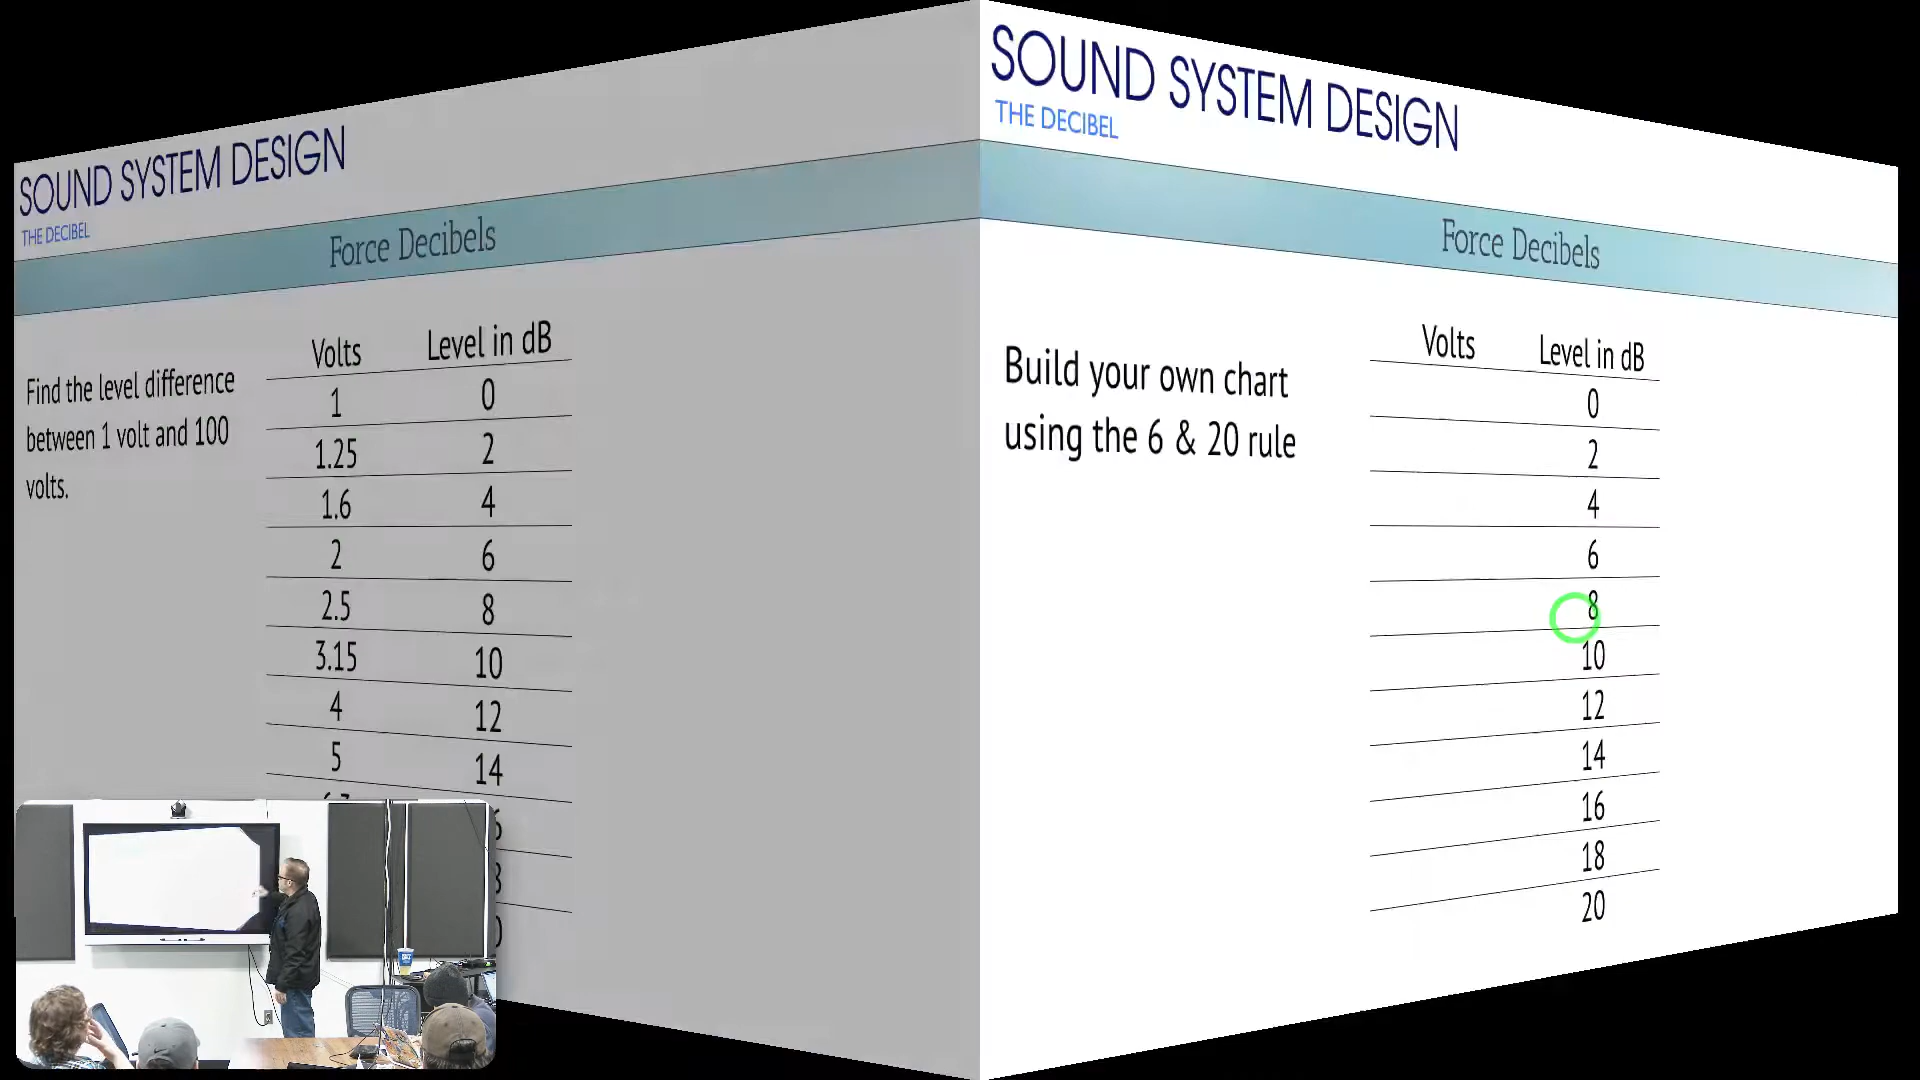 SOUND SYSTEM DESIGN
THE DECIBEL
Force Decibels
Find the level difference
between 1 volt and 100
volts.
Volts Level in dB
1 0
1.25 2
1.6 4
2 6
2.5 8
3.15 10
4 12
5 14
SOUND SYSTEM DESIGN
THE DECIBEL
Force Decibels
Build your own chart
using the 6 & 20 rule
Volts Level in dB
0
2
4
6
8
10
12
14
16
18
20